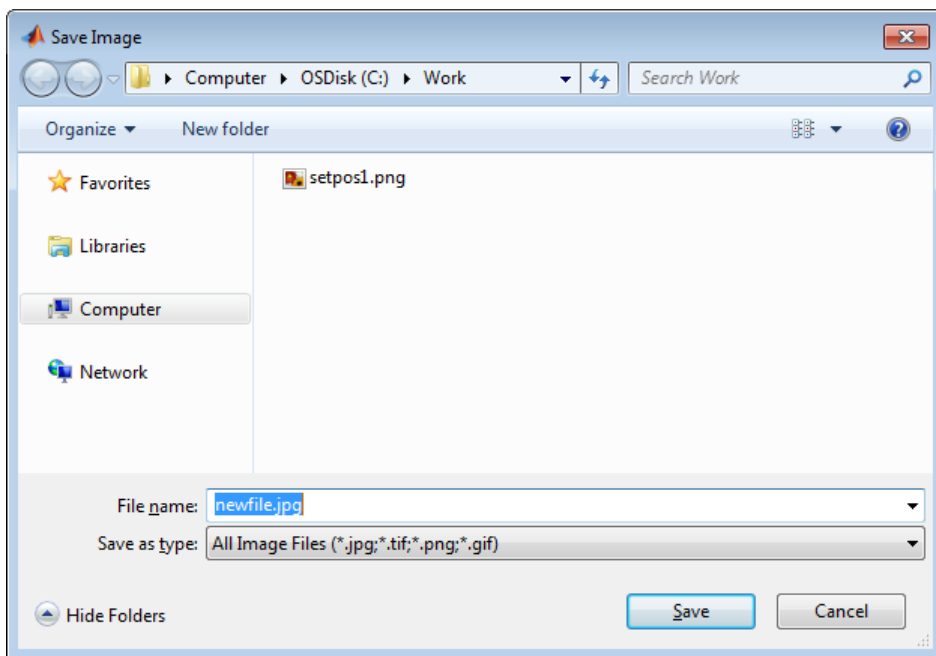 Save Image
Computer OSDisk (C:) Work Search Work
Organize New folder
Favorites
Libraries
Computer
Network
setpos1.png
File name: newfile.jpg
Save as type: All Image Files (*.jpg;*.tif;*.png;*.gif)
Hide Folders Save Cancel